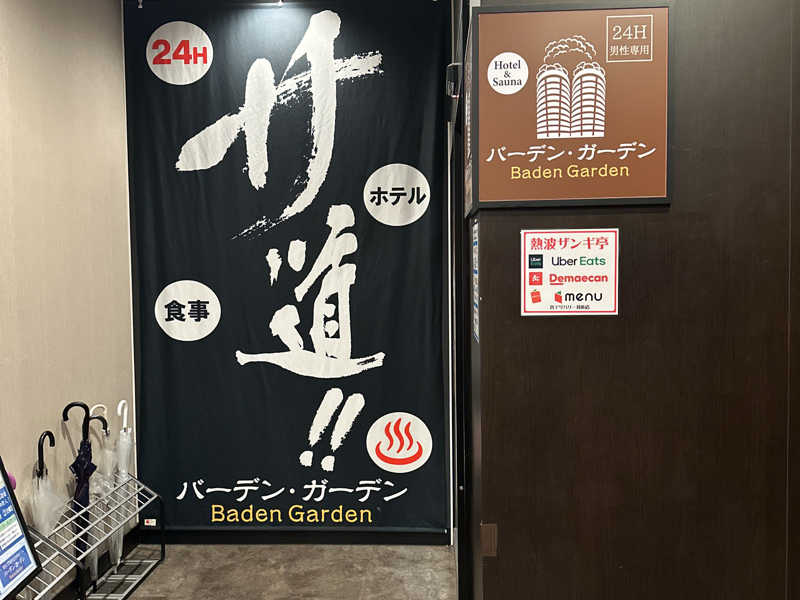 24H
サ道!!
ホテル
食事
バーデン・ガーデン
Baden Garden
Hotel
&
Sauna
24H
男性専用
バーデン・ガーデン
Baden Garden
熱波ザンギ亭
Uber Eats
Demaecan
menu